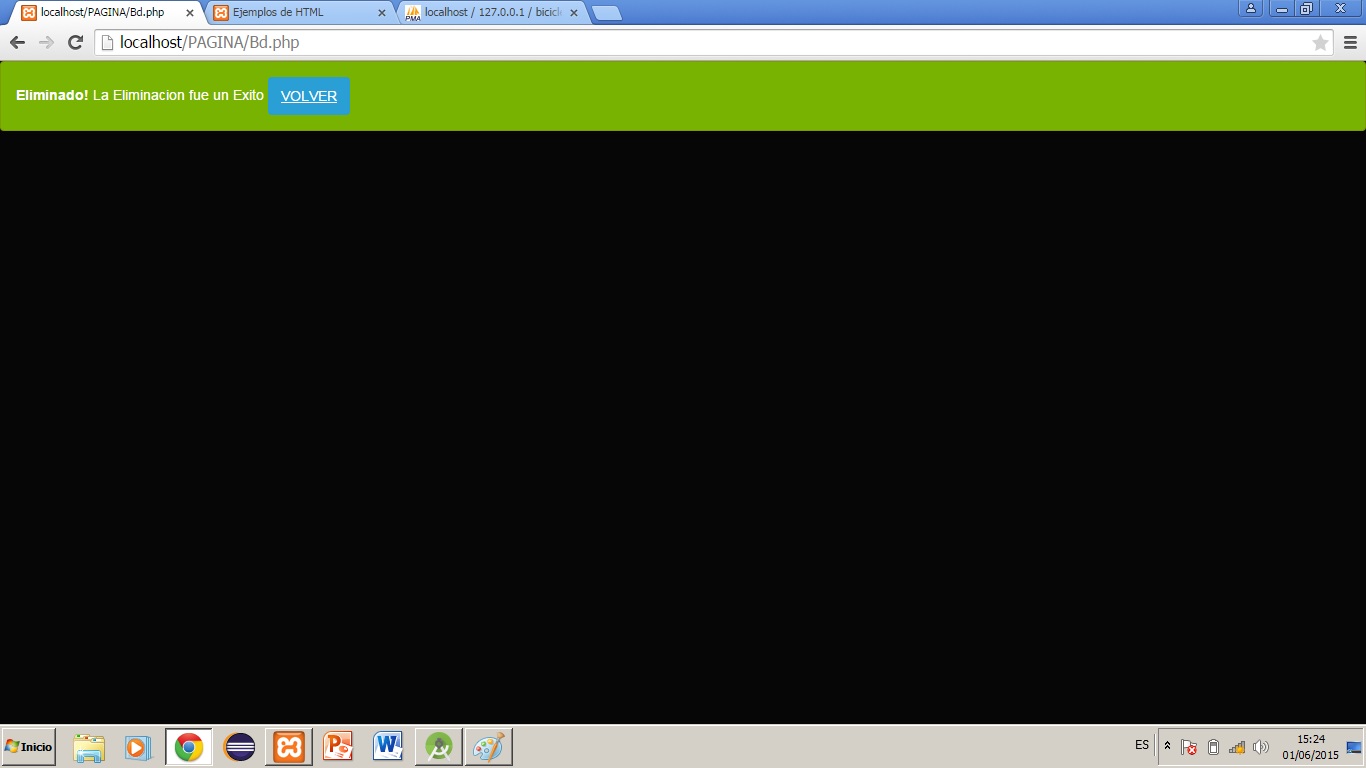 localhost/PAGINA/Bd.php
Ejemplos de HTML
localhost / 127.0.0.1 / bicicl
localhost/PAGINA/Bd.php
Eliminado! La Eliminacion fue un Exito VOLVER
Inicio
ES
15:24
01/06/2015